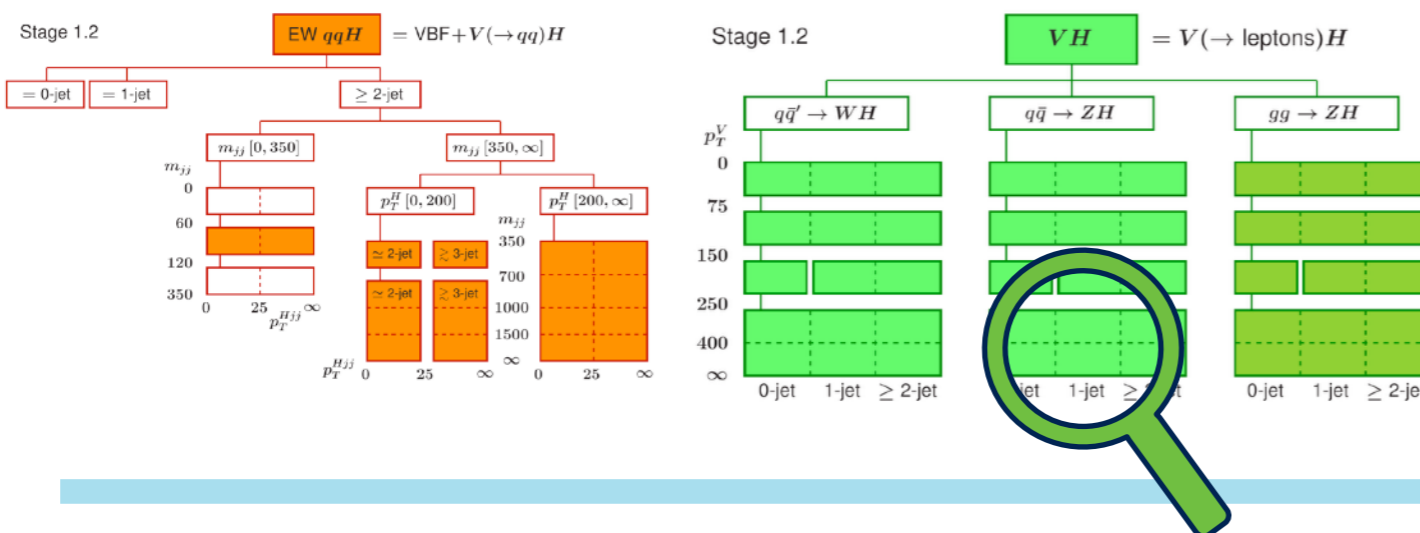 Stage 1.2
EW qqH = VBF+V(→ qq)H
= 0-jet = 1-jet ≥ 2-jet
m_jj [0, 350] m_jj [350, ∞]
p_T^H [0, 200] p_T^H [200, ∞]
m_jj
0
60
120
350
0 25 ∞
p_T^Hjj
≃ 2-jet ≳ 3-jet
≃ 2-jet ≳ 3-jet
p_T^Hjj 0 25 ∞
m_jj
350
700
1000
1500
∞
0 25 ∞
Stage 1.2
VH = V(→ leptons)H
qq̄′ → WH qq̄ → ZH gg → ZH
p_T^V
0
75
150
250
400
∞
0-jet 1-jet ≥ 2-jet
jet 1-jet ≥
0-jet 1-jet ≥ 2-je